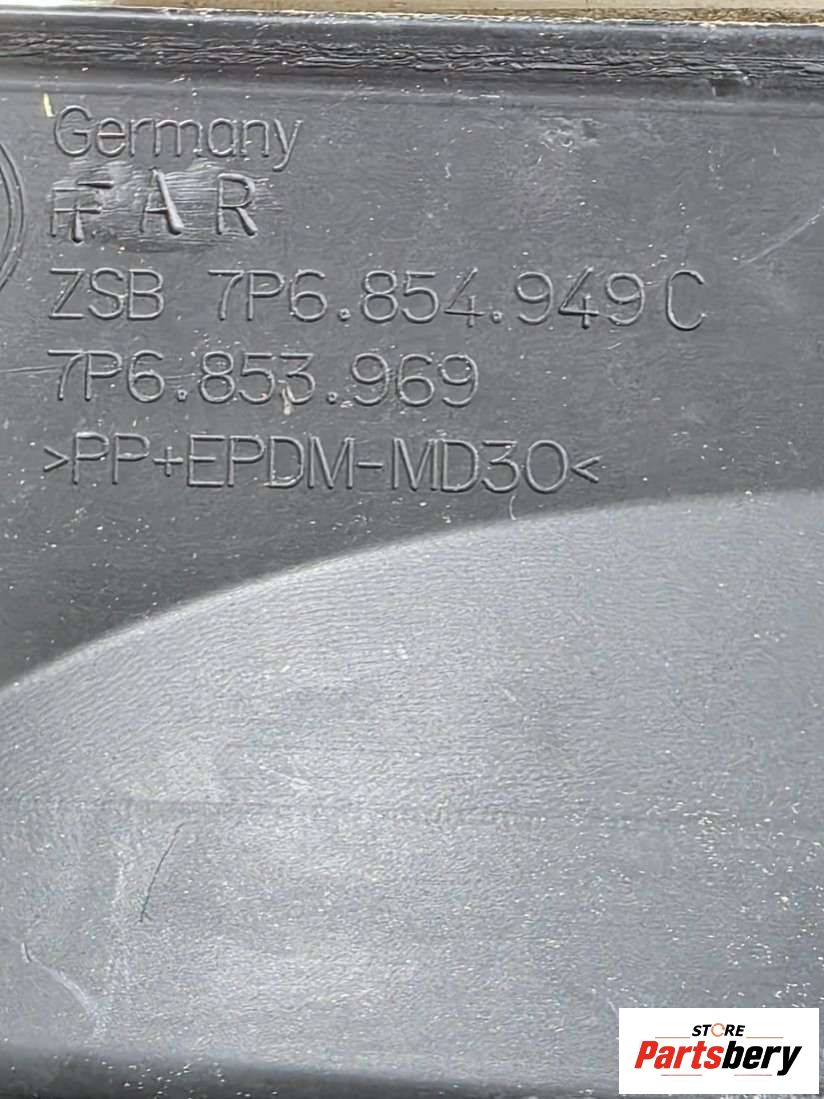 Germany
A R
ZSB 7P6.854.949 C
7P6.853.969
>PP+EPDM-MD30<
STORE
Partsbery